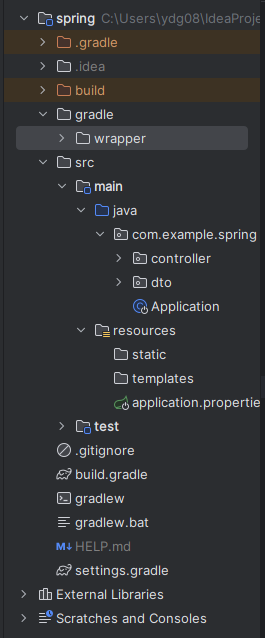 spring C:\Users\ydg08\IdeaProje
.gradle
.idea
build
gradle
wrapper
src
main
java
com.example.spring
controller
dto
Application
resources
static
templates
application.propertie
test
.gitignore
build.gradle
gradlew
gradlew.bat
M↓ HELP.md
settings.gradle
External Libraries
Scratches and Consoles